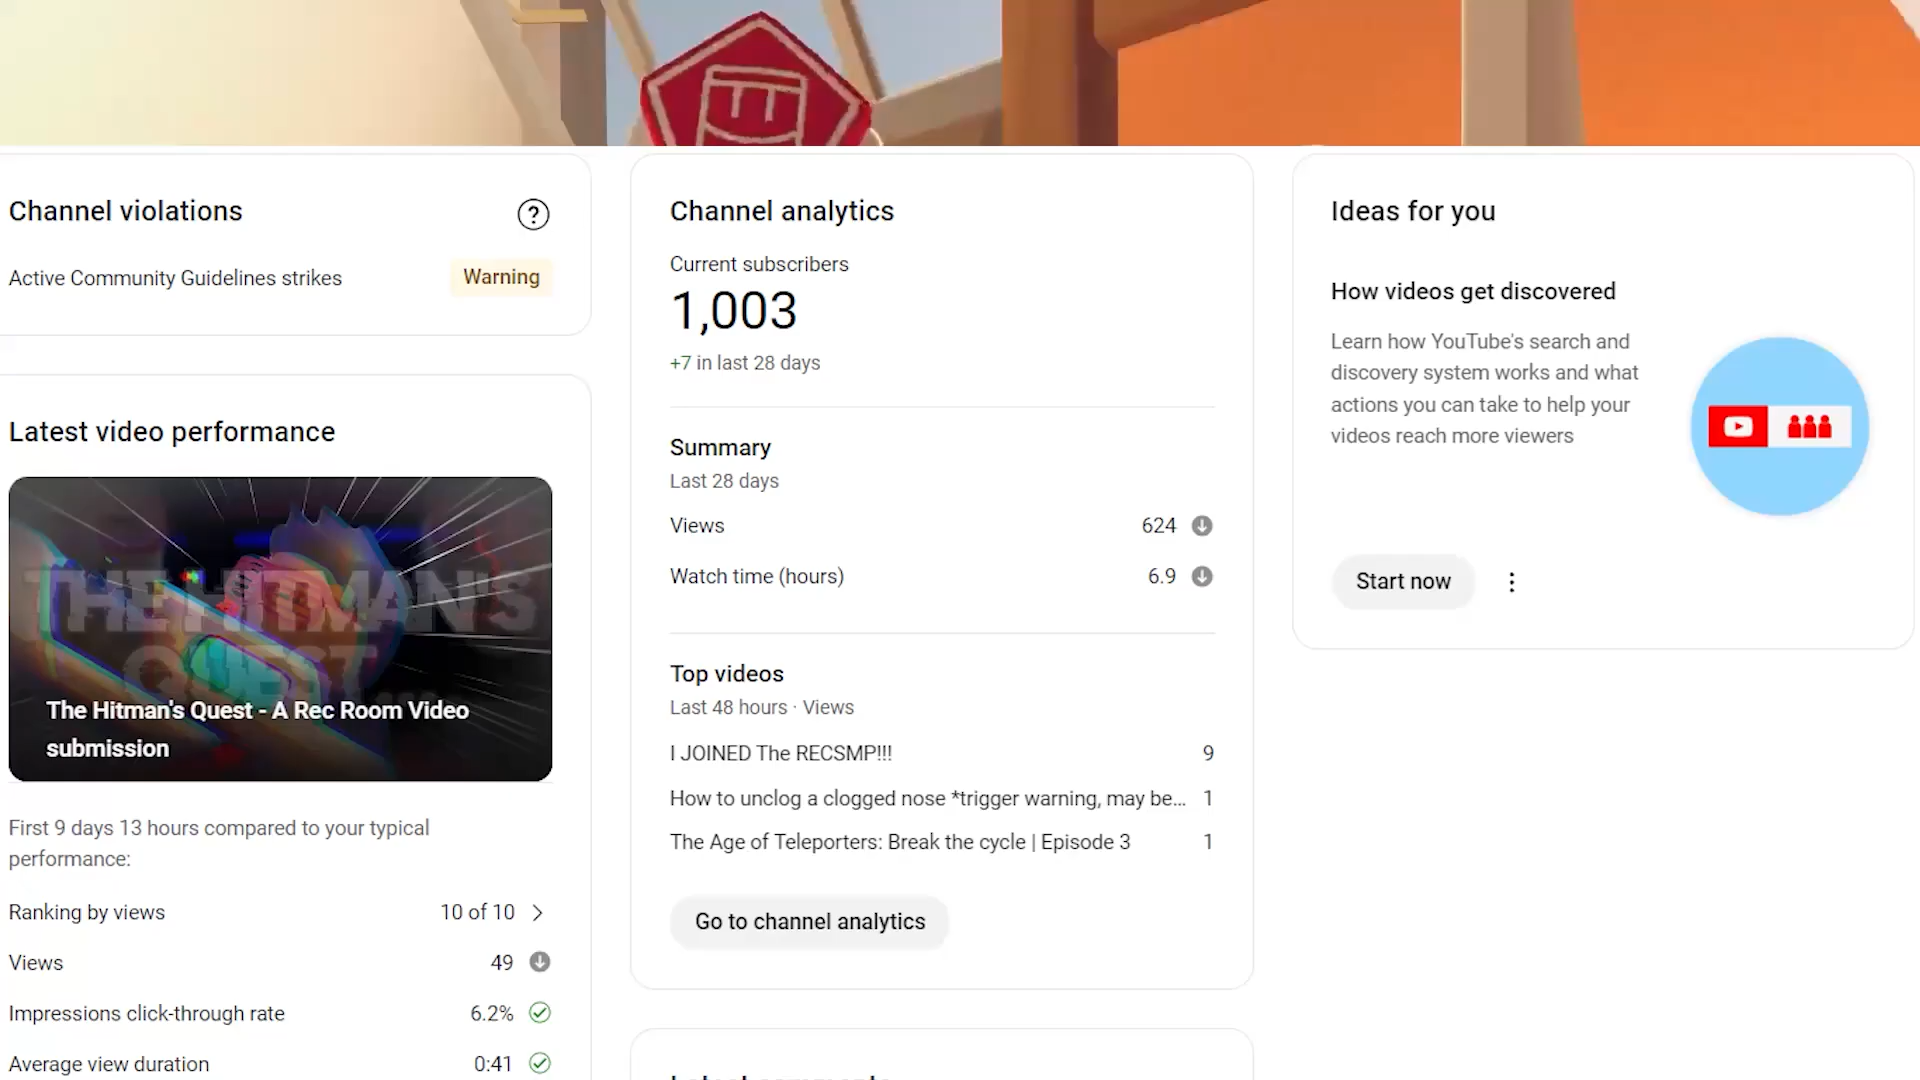 Channel violations
?
Active Community Guidelines strikes
Warning
Latest video performance
THE HITMAN'S
QUEST
The Hitman's Quest - A Rec Room Video
submission
First 9 days 13 hours compared to your typical
performance:
Ranking by views 10 of 10
Views 49
Impressions click-through rate 6.2%
Average view duration 0:41
Channel analytics
Current subscribers
1,003
+7 in last 28 days
Summary
Last 28 days
Views 624
Watch time (hours) 6.9
Top videos
Last 48 hours · Views
I JOINED The RECSMP!!! 9
How to unclog a clogged nose *trigger warning, may be... 1
The Age of Teleporters: Break the cycle | Episode 3 1
Go to channel analytics
Ideas for you
How videos get discovered
Learn how YouTube's search and
discovery system works and what
actions you can take to help your
videos reach more viewers
Start now